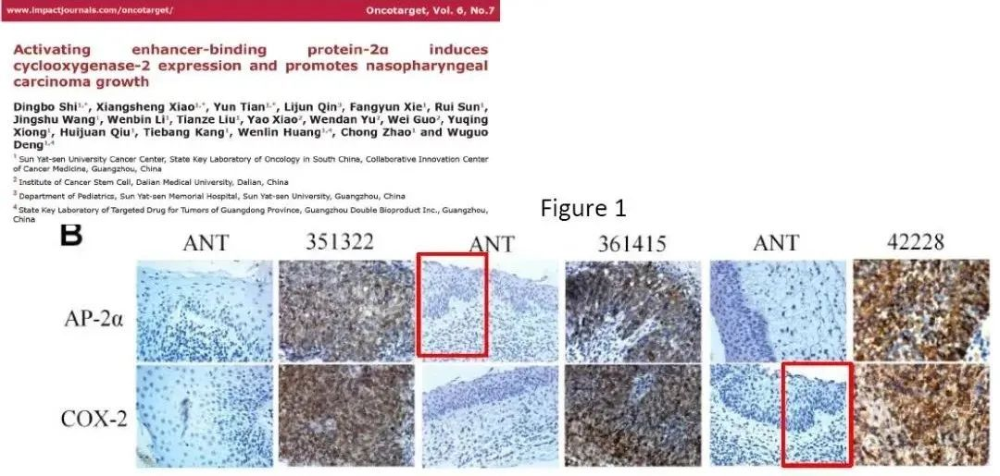 www.impactjournals.com/oncotarget/
Oncotarget, Vol. 6, No.7
Activating enhancer-binding protein-2α induces
cyclooxygenase-2 expression and promotes nasopharyngeal
carcinoma growth
Dingbo Shi1,*, Xiangsheng Xiao1,*, Yun Tian1,*, Lijun Qin3, Fangyun Xie1, Rui Sun1,
Jingshu Wang1, Wenbin Li1, Tianze Liu1, Yao Xiao2, Wendan Yu2, Wei Guo2, Yuqing
Xiong1, Huijuan Qiu1, Tiebang Kang1, Wenlin Huang1,4, Chong Zhao1 and Wuguo
Deng1,4
1 Sun Yat-sen University Cancer Center, State Key Laboratory of Oncology in South China, Collaborative Innovation Center
of Cancer Medicine, Guangzhou, China
2 Institute of Cancer Stem Cell, Dalian Medical University, Dalian, China
3 Department of Pediatrics, Sun Yat-sen Memorial Hospital, Sun Yat-sen University, Guangzhou, China
4 State Key Laboratory of Targeted Drug for Tumors of Guangdong Province, Guangzhou Double Bioproduct Inc., Guangzhou,
China
Figure 1
B
ANT 351322 ANT 361415 ANT 42228
AP-2α
COX-2